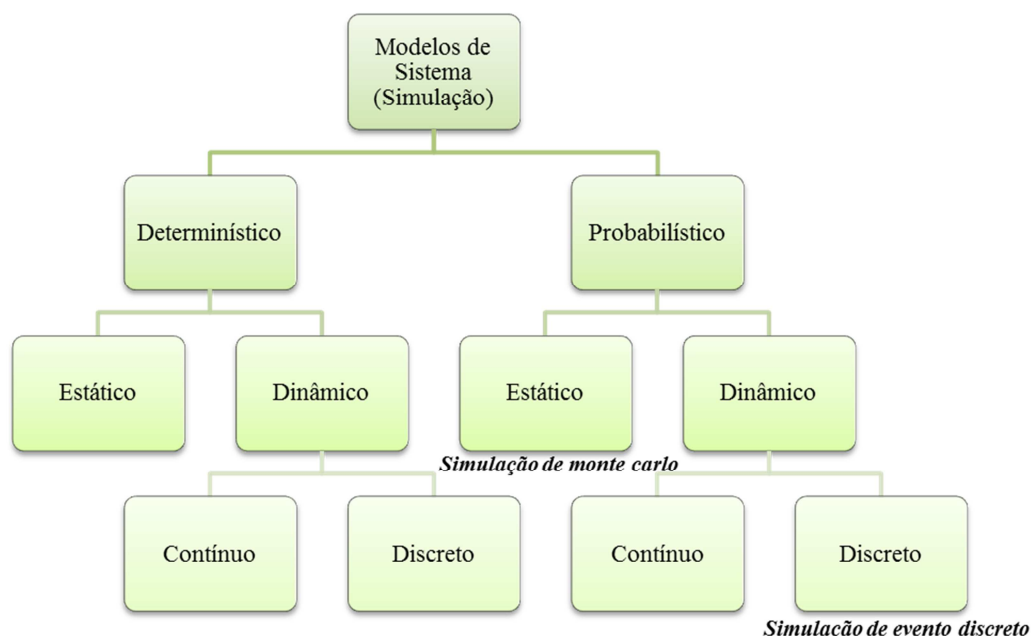 Modelos de
Sistema
(Simulação)
Determinístico
Probabilístico
Estático
Dinâmico
Estático
Dinâmico
Simulação de monte carlo
Contínuo
Discreto
Contínuo
Discreto
Simulação de evento discreto